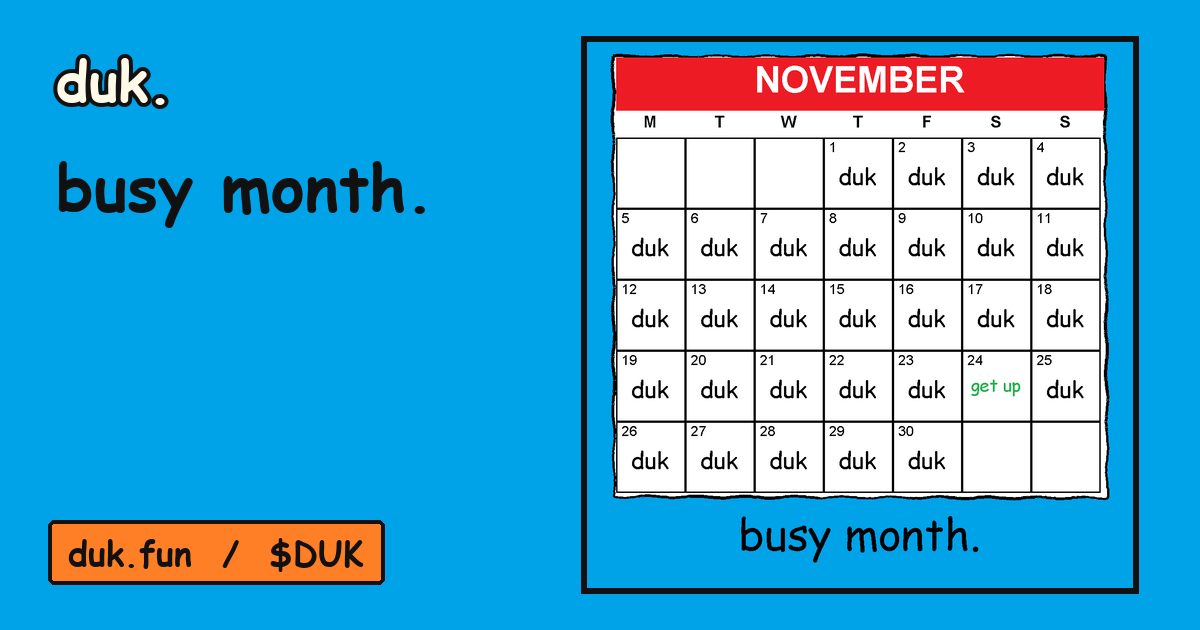 duk.
busy month.
duk.fun / $DUK
NOVEMBER
M T W T F S S
1 2 3 4
duk duk duk duk
5 6 7 8 9 10 11
duk duk duk duk duk duk duk
12 13 14 15 16 17 18
duk duk duk duk duk duk duk
19 20 21 22 23 24 25
duk duk duk duk duk get up duk
26 27 28 29 30
duk duk duk duk duk
busy month.